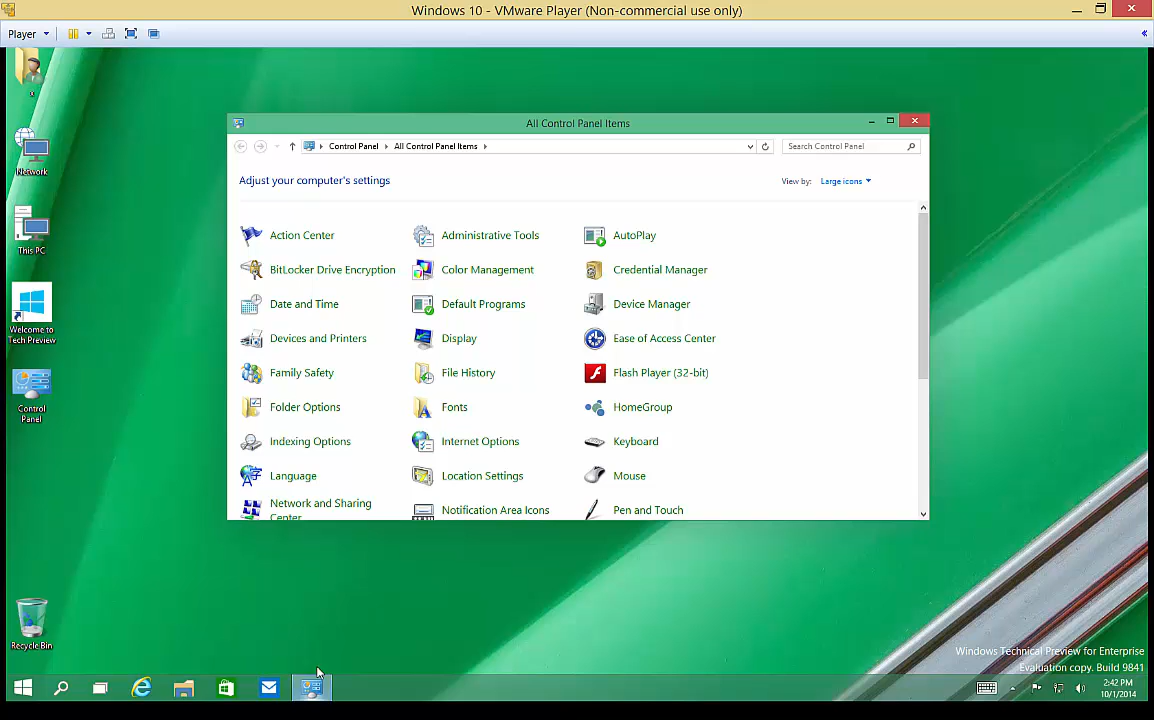 Windows 10 - VMware Player (Non-commercial use only)
Player
All Control Panel Items
Control Panel
All Control Panel Items
Search Control Panel
Adjust your computer's settings
View by:
Large icons
Action Center
Administrative Tools
AutoPlay
BitLocker Drive Encryption
Color Management
Credential Manager
Date and Time
Default Programs
Device Manager
Devices and Printers
Display
Ease of Access Center
Family Safety
File History
Flash Player (32-bit)
Folder Options
Fonts
HomeGroup
Indexing Options
Internet Options
Keyboard
Language
Location Settings
Mouse
Network and Sharing
Center
Notification Area Icons
Pen and Touch
x
Network
This PC
Welcome to
Tech Preview
Control
Panel
Recycle Bin
Windows Technical Preview for Enterprise
Evaluation copy. Build 9841
2:42 PM
10/1/2014